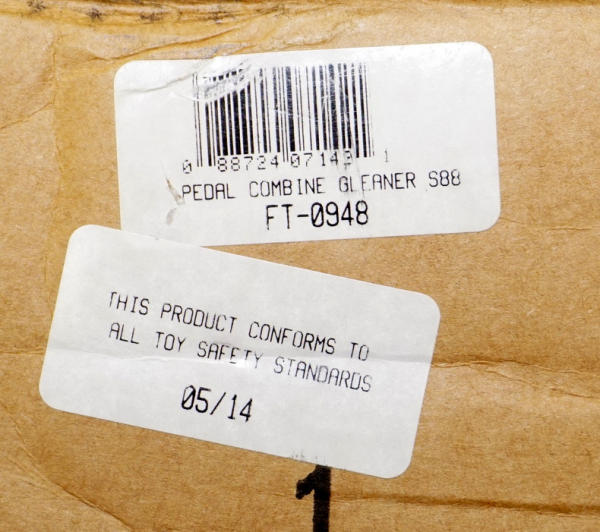 0 88724 07143 1
PEDAL COMBINE GLEANER S88
FT-0948
THIS PRODUCT CONFORMS TO
ALL TOY SAFETY STANDARDS
05/14
1